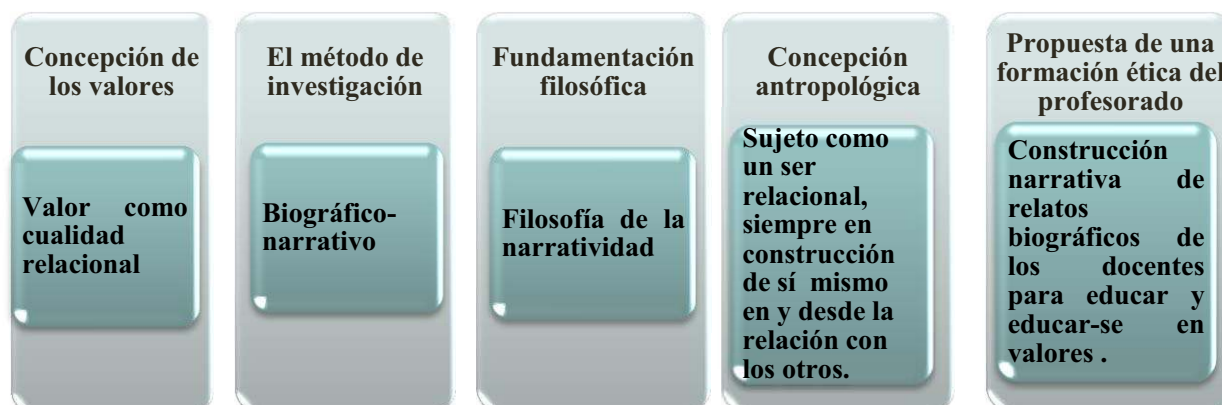 Concepción de
los valores
Valor como
cualidad
relacional
El método de
investigación
Biográfico-
narrativo
Fundamentación
filosófica
Filosofía de la
narratividad
Concepción
antropológica
Sujeto como
un ser
relacional,
siempre en
construcción
de sí mismo
en y desde la
relación con
los otros.
Propuesta de una
formación ética del
profesorado
Construcción
narrativa de
relatos
biográficos de
los docentes
para educar y
educar-se en
valores .